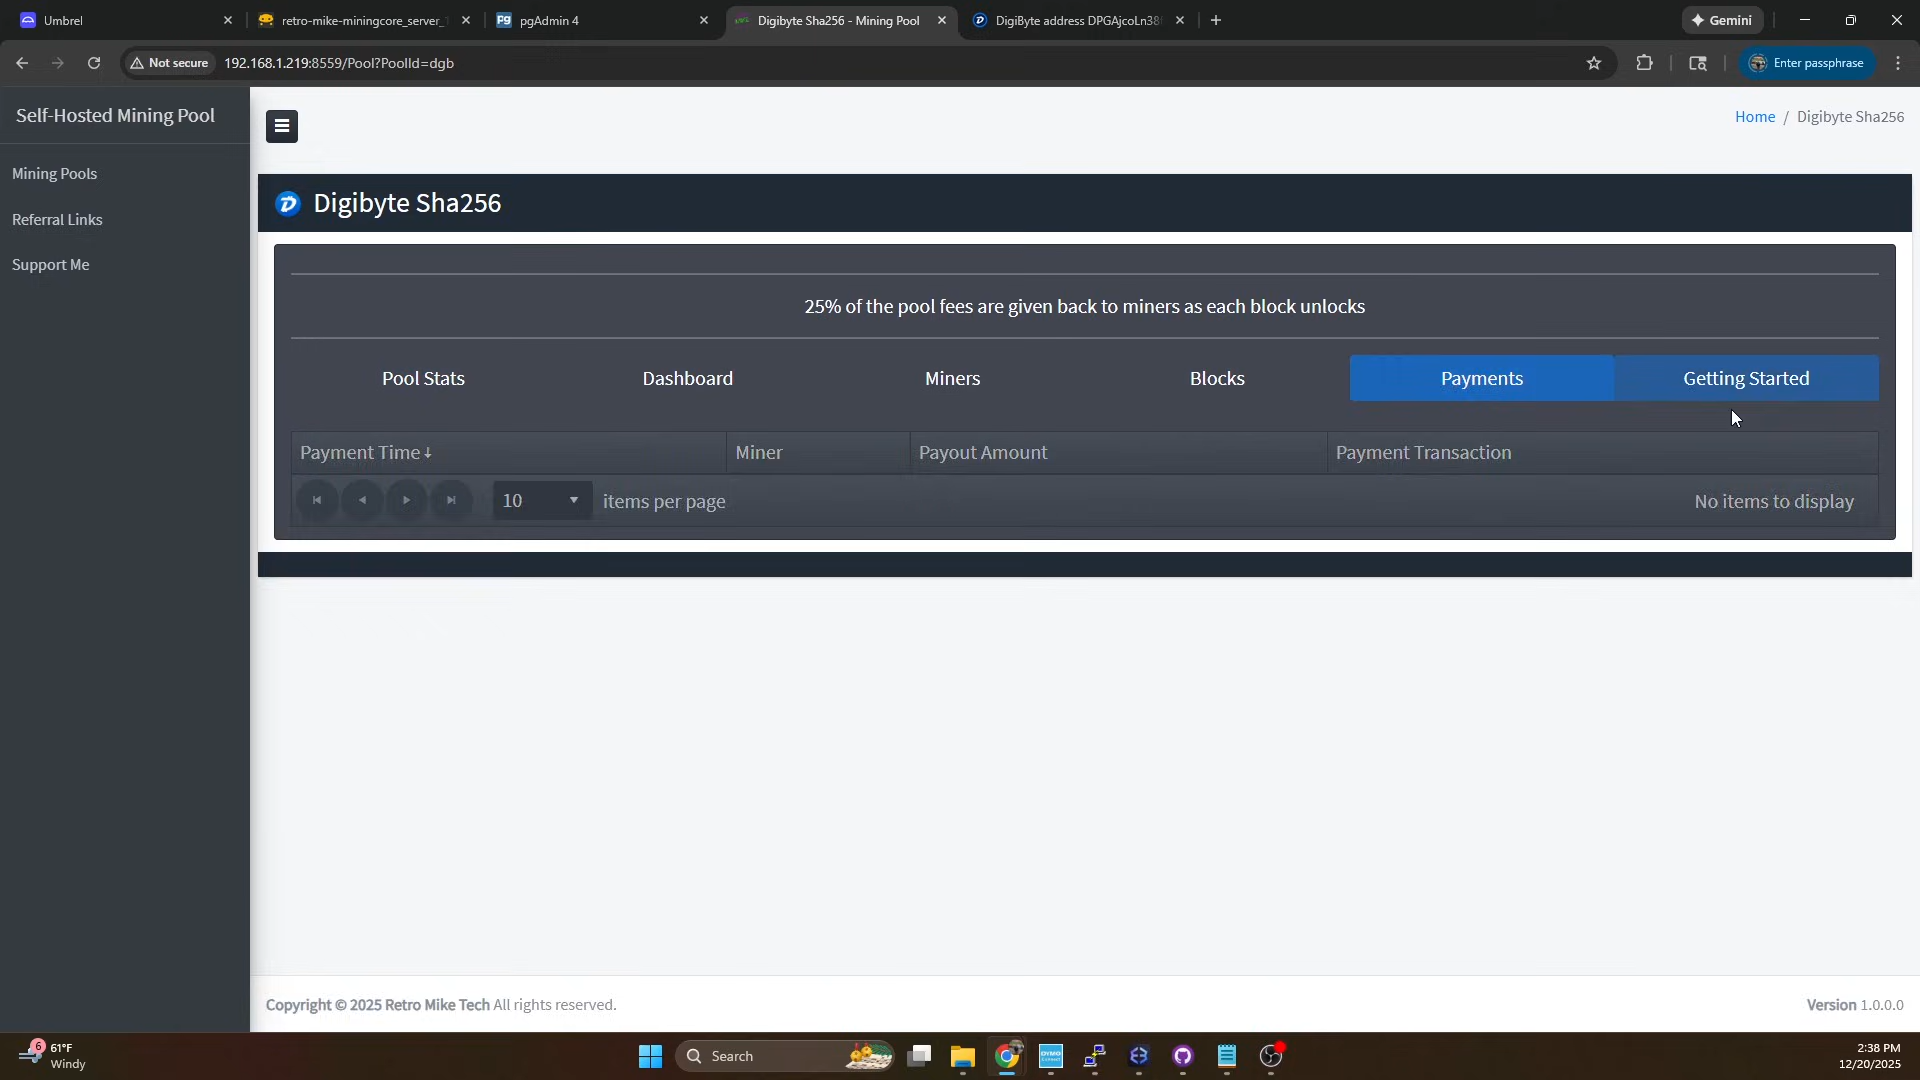 Umbrel
retro-mike-miningcore_server_
pgAdmin 4
Digibyte Sha256 - Mining Pool
DigiByte address DPGAjcoLn38
Gemini
Not secure
192.168.1.219:8559/Pool?PoolId=dgb
Enter passphrase
Self-Hosted Mining Pool
Mining Pools
Referral Links
Support Me
Home / Digibyte Sha256
Digibyte Sha256
25% of the pool fees are given back to miners as each block unlocks
Pool Stats
Dashboard
Miners
Blocks
Payments
Getting Started
Payment Time↓
Miner
Payout Amount
Payment Transaction
10
items per page
No items to display
Copyright © 2025 Retro Mike Tech All rights reserved.
Version 1.0.0.0
6
61°F
Windy
Search
2:38 PM
12/20/2025